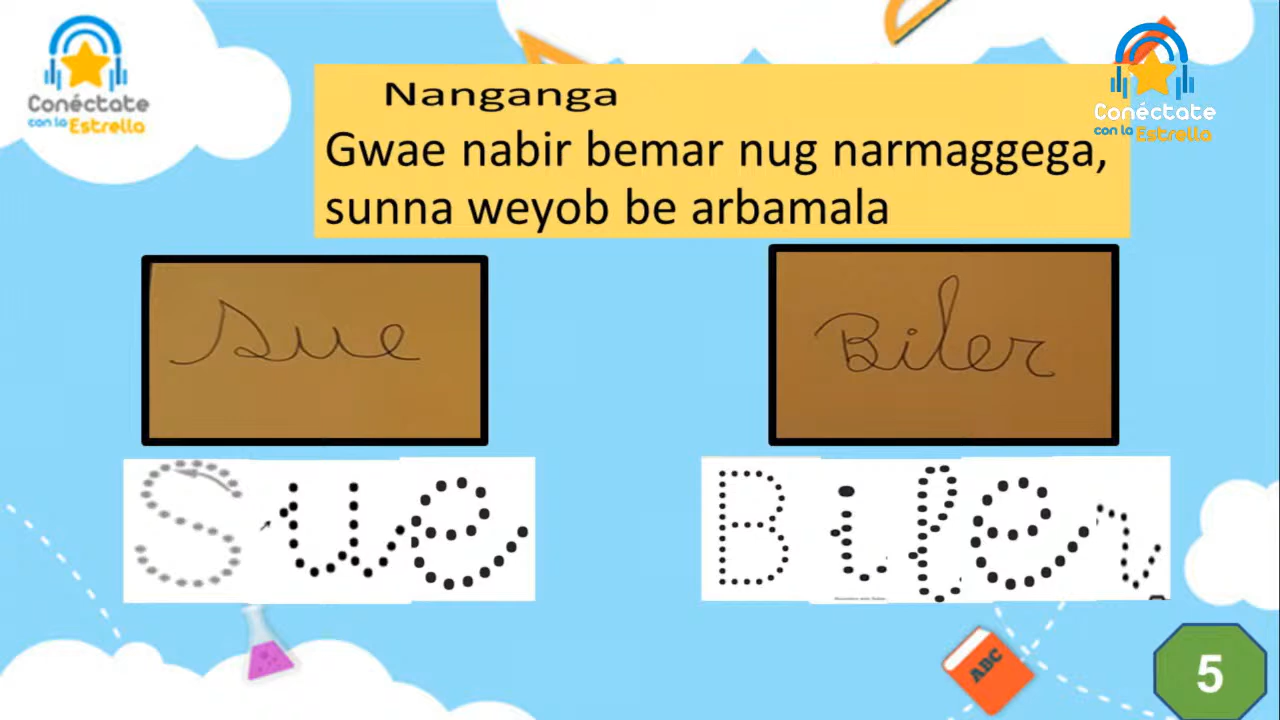 Conéctate
con la Estrella
Conéctate
con la Estrella
Nanganga
Gwae nabir bemar nug narmaggega,
sunna weyob be arbamala
Sue
Biler
Sue
Biler
ABC
5